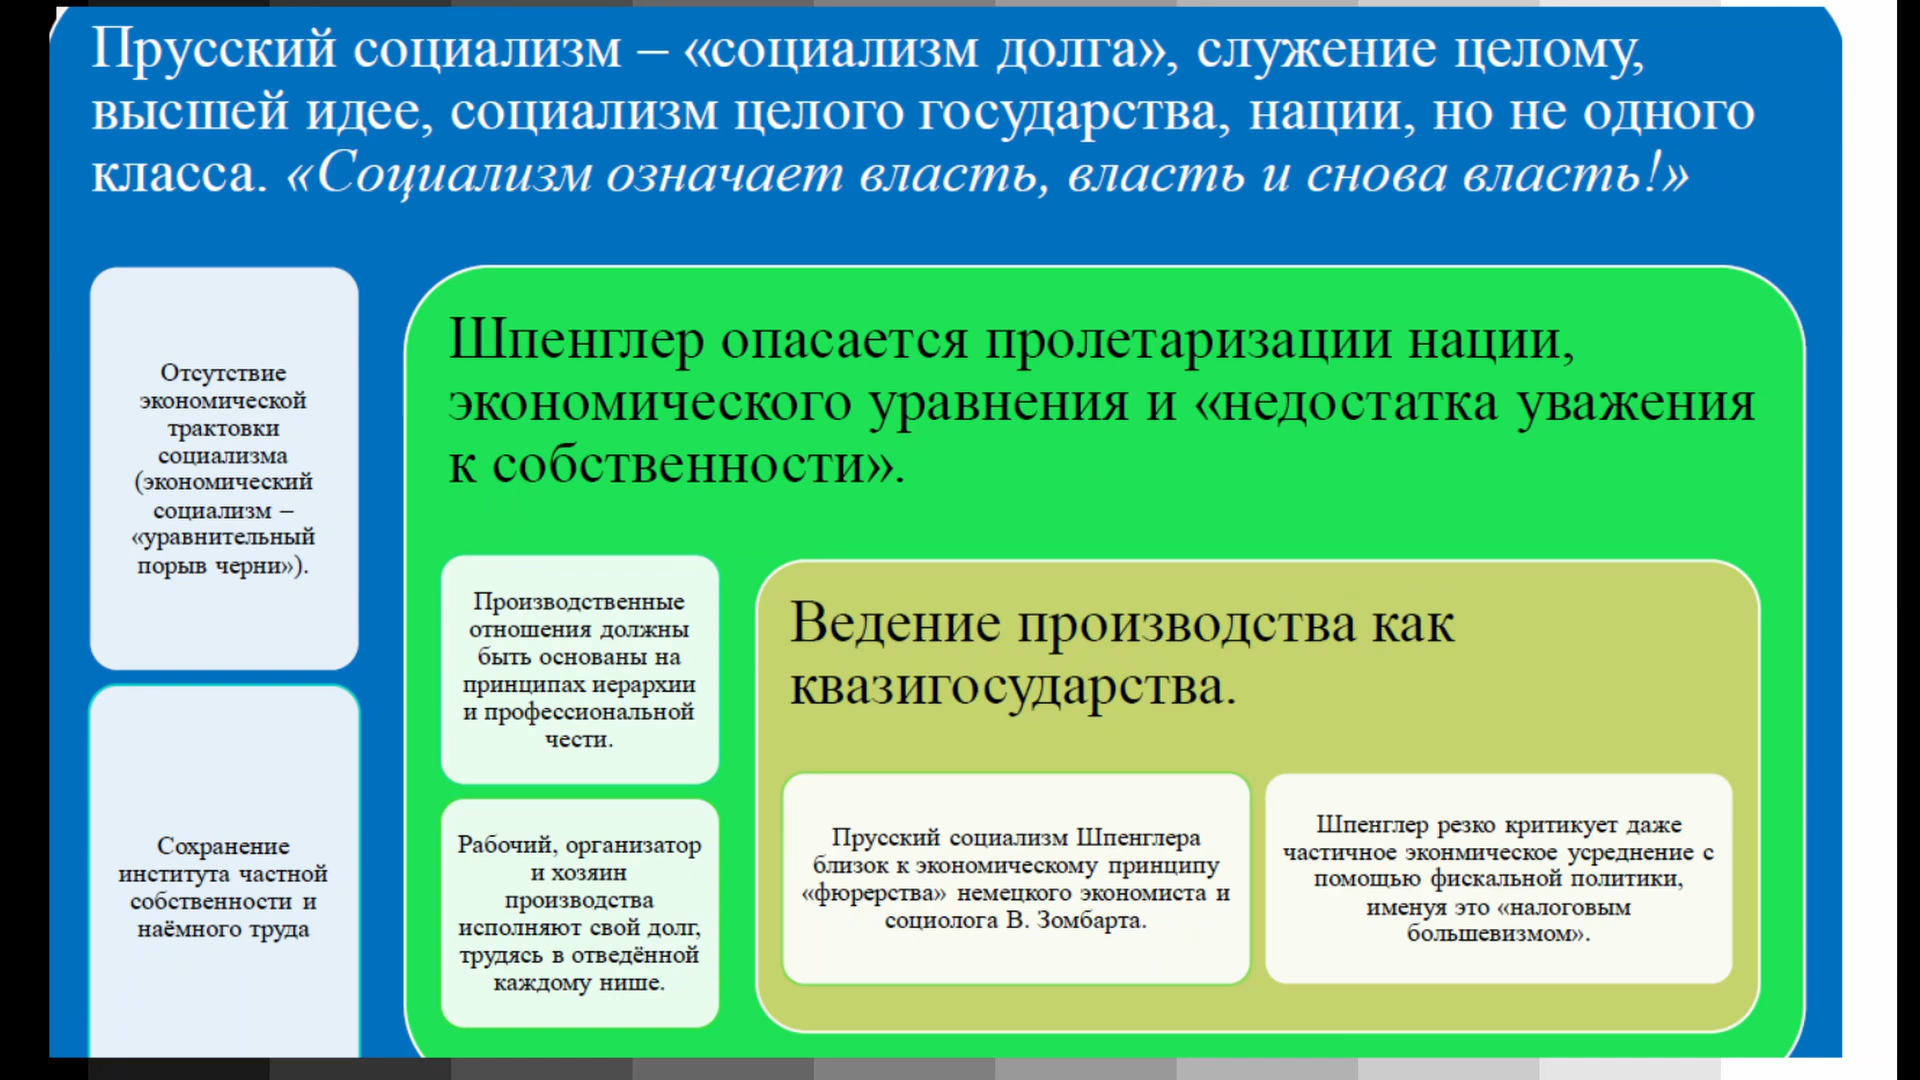 Прусский социализм – «социализм долга», служение целому,
высшей идее, социализм целого государства, нации, но не одного
класса. «Социализм означает власть, власть и снова власть!»
Отсутствие
экономической
трактовки
социализма
(экономический
социализм –
«уравнительный
порыв черни»).
Сохранение
института частной
собственности и
наёмного труда
Шпенглер опасается пролетаризации нации,
экономического уравнения и «недостатка уважения
к собственности».
Производственные
отношения должны
быть основаны на
принципах иерархии
и профессиональной
чести.
Рабочий, организатор
и хозяин
производства
исполняют свой долг,
трудясь в отведённой
каждому нише.
Ведение производства как
квазигосударства.
Прусский социализм Шпенглера
близок к экономическому принципу
«фюрерства» немецкого экономиста и
социолога В. Зомбарта.
Шпенглер резко критикует даже
частичное эконмическое усреднение с
помощью фискальной политики,
именуя это «налоговым
большевизмом».